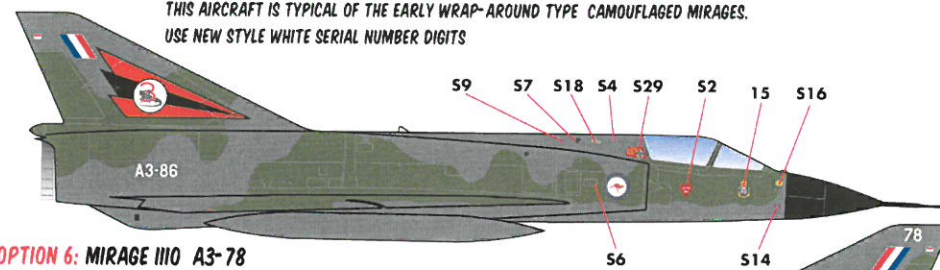 THIS AIRCRAFT IS TYPICAL OF THE EARLY WRAP-AROUND TYPE CAMOUFLAGED MIRAGES.
USE NEW STYLE WHITE SERIAL NUMBER DIGITS
S9 S7 S18 S4 S29 S2 15 S16
A3-86
78
OPTION 6: MIRAGE IIIO A3-78
S6 S14